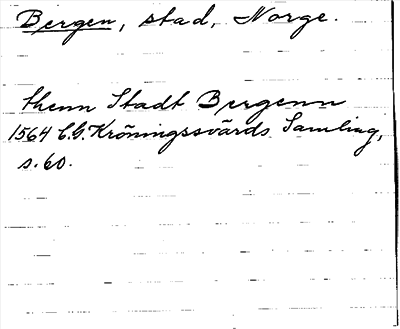 Bergen, stad, Norge.
thenn Stadt Bergenn
1564 C.G. Kröningssvärds Samling,
s. 60.